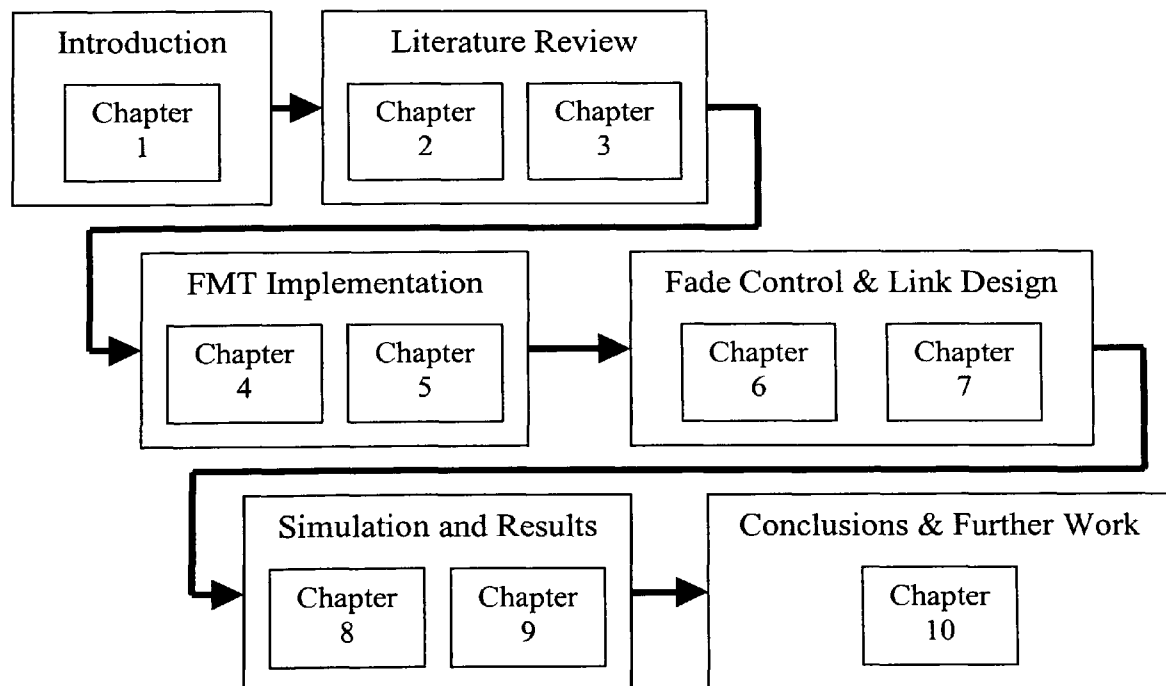 Introduction
Chapter
1
Literature Review
Chapter
2
Chapter
3
FMT Implementation
Chapter
4
Chapter
5
Fade Control & Link Design
Chapter
6
Chapter
7
Simulation and Results
Chapter
8
Chapter
9
Conclusions & Further Work
Chapter
10